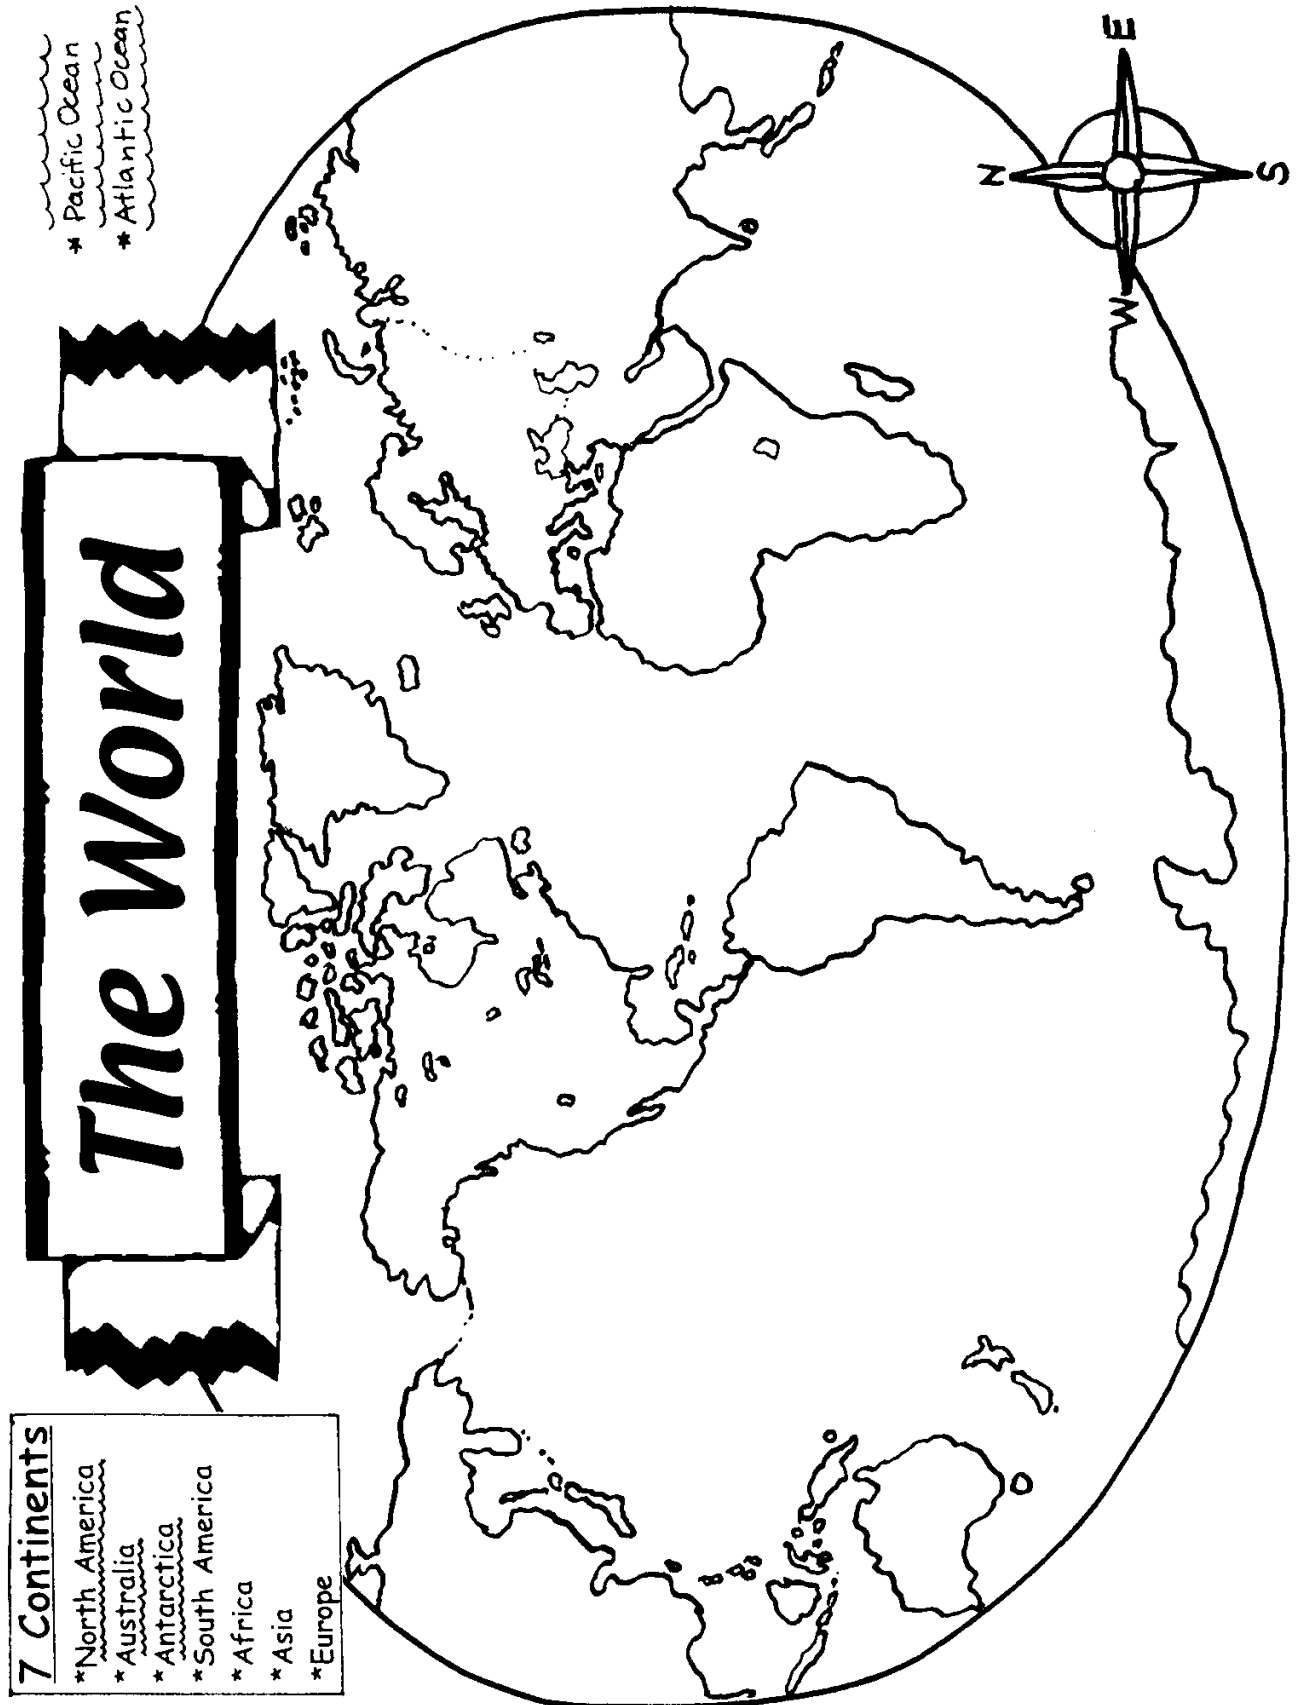 The World
7 Continents
*North America
*Australia
*Antarctica
*South America
*Africa
*Asia
*Europe
* Pacific Ocean
* Atlantic Ocean
N
W
E
S